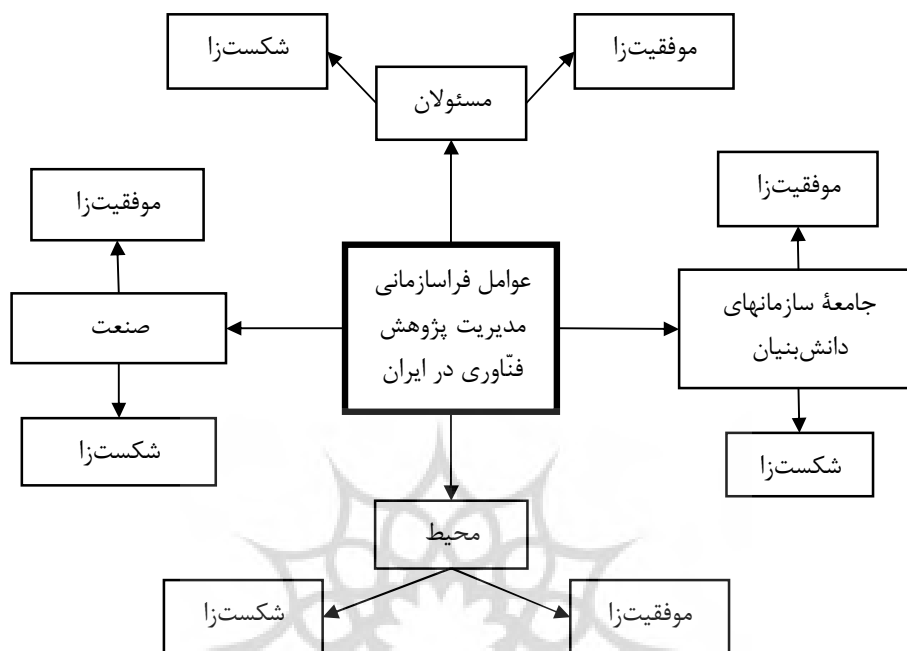 شکست‌زا
موفقیت‌زا
مسئولان
موفقیت‌زا
موفقیت‌زا
عوامل فراسازمانی
مدیریت پژوهش
فنّاوری در ایران
صنعت
جامعهٔ سازمانهای
دانش‌بنیان
شکست‌زا
شکست‌زا
محیط
شکست‌زا
موفقیت‌زا